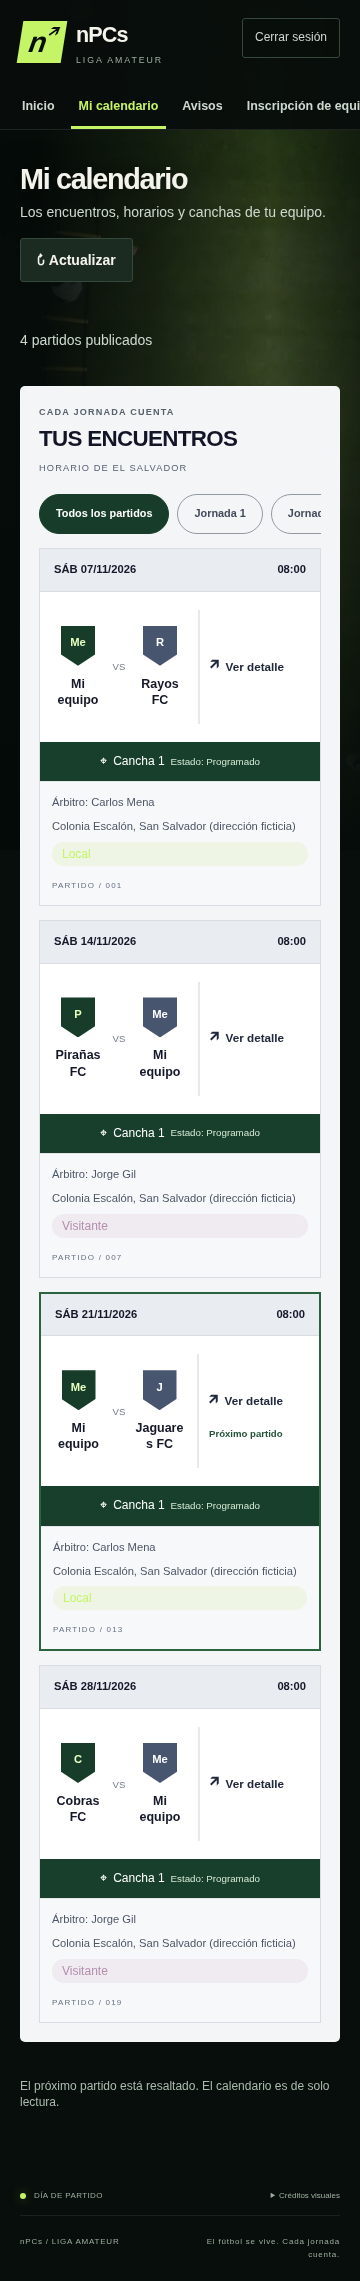 n
nPCs
LIGA AMATEUR
Cerrar sesión
Inicio Mi calendario Avisos Inscripción de equi
Mi calendario
Los encuentros, horarios y canchas de tu equipo.
↻ Actualizar
4 partidos publicados
CADA JORNADA CUENTA
TUS ENCUENTROS
HORARIO DE EL SALVADOR
Todos los partidos Jornada 1 Jornad
SÁB 07/11/2026 08:00
Me VS R
Mi equipo
Rayos FC
Ver detalle
⌖ Cancha 1 Estado: Programado
Árbitro: Carlos Mena
Colonia Escalón, San Salvador (dirección ficticia)
Local
PARTIDO / 001
SÁB 14/11/2026 08:00
P VS Me
Pirañas FC
Mi equipo
Ver detalle
⌖ Cancha 1 Estado: Programado
Árbitro: Jorge Gil
Colonia Escalón, San Salvador (dirección ficticia)
Visitante
PARTIDO / 007
SÁB 21/11/2026 08:00
Me VS J
Mi equipo
Jaguare
s FC
Ver detalle
Próximo partido
⌖ Cancha 1 Estado: Programado
Árbitro: Carlos Mena
Colonia Escalón, San Salvador (dirección ficticia)
Local
PARTIDO / 013
SÁB 28/11/2026 08:00
C VS Me
Cobras FC
Mi equipo
Ver detalle
⌖ Cancha 1 Estado: Programado
Árbitro: Jorge Gil
Colonia Escalón, San Salvador (dirección ficticia)
Visitante
PARTIDO / 019
El próximo partido es resaltado. El calendario es de solo
lectura.
DÍA DE PARTIDO
Créditos visuales
nPCs / LIGA AMATEUR
El fútbol se vive. Cada jornada
cuenta.